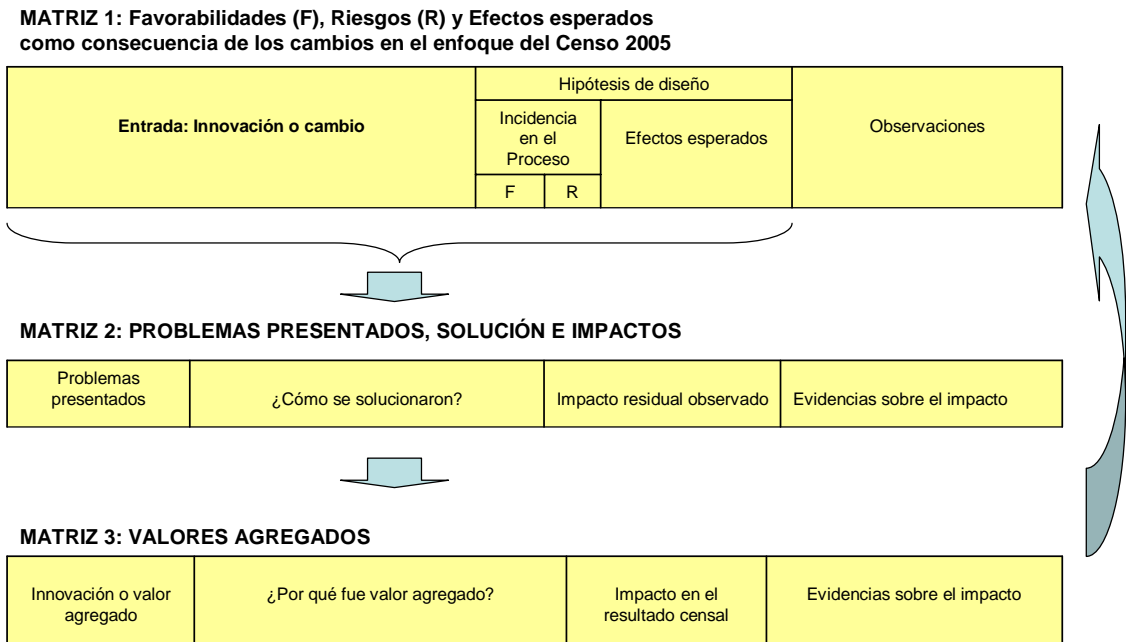 MATRIZ 1: Favorabilidades (F), Riesgos (R) y Efectos esperados
como consecuencia de los cambios en el enfoque del Censo 2005
Hipótesis de diseño
Entrada: Innovación o cambio
Incidencia
en el
Proceso
Efectos esperados
Observaciones
F
R
MATRIZ 2: PROBLEMAS PRESENTADOS, SOLUCIÓN E IMPACTOS
Problemas
presentados
¿Cómo se solucionaron?
Impacto residual observado
Evidencias sobre el impacto
MATRIZ 3: VALORES AGREGADOS
Innovación o valor
agregado
¿Por qué fue valor agregado?
Impacto en el
resultado censal
Evidencias sobre el impacto